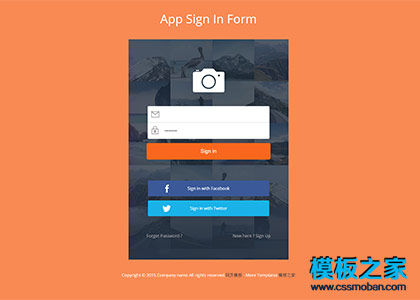 App Sign In Form
Sign in
Sign in with Facebook
Sign in with Twitter
Forgot Password ? New here ? Sign Up
Copyright © 2015.Company name All rights reserved.网页模板 - More Templates 模板之家
模板之家
www.cssmoban.com